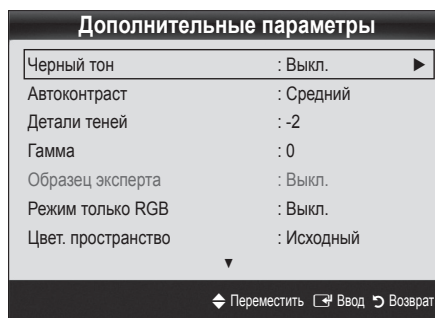 Дополнительные параметры
Черный тон : Выкл. ►
Автоконтраст : Средний
Детали теней : -2
Гамма : 0
Образец эксперта : Выкл.
Режим только RGB : Выкл.
Цвет. пространство : Исходный
▼
Переместить Ввод Возврат